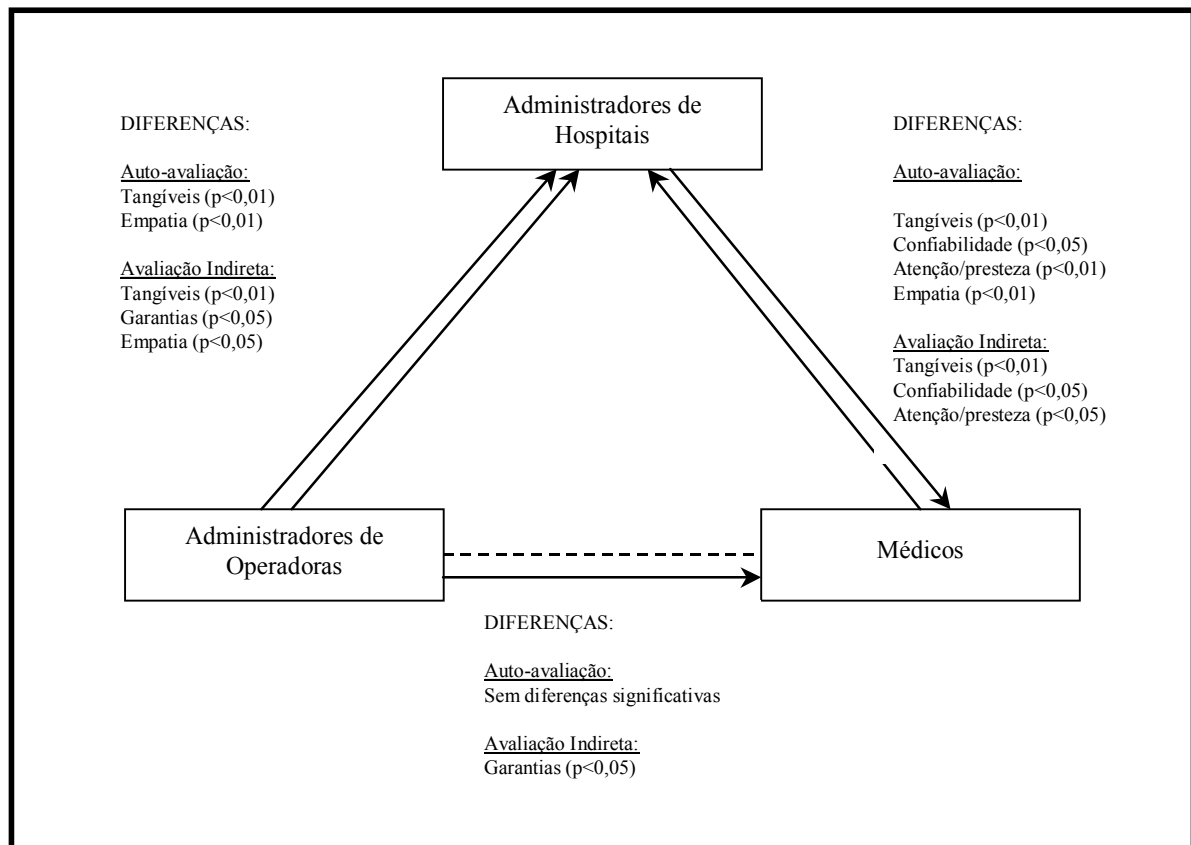 Administradores de
Hospitais
DIFERENÇAS:
Auto-avaliação:
Tangíveis (p<0,01)
Empatia (p<0,01)
Avaliação Indireta:
Tangíveis (p<0,01)
Garantias (p<0,05)
Empatia (p<0,05)
DIFERENÇAS:
Auto-avaliação:
Tangíveis (p<0,01)
Confiabilidade (p<0,05)
Atenção/presteza (p<0,01)
Empatia (p<0,01)
Avaliação Indireta:
Tangíveis (p<0,01)
Confiabilidade (p<0,05)
Atenção/presteza (p<0,05)
Administradores de
Operadoras
Médicos
DIFERENÇAS:
Auto-avaliação:
Sem diferenças significativas
Avaliação Indireta:
Garantias (p<0,05)